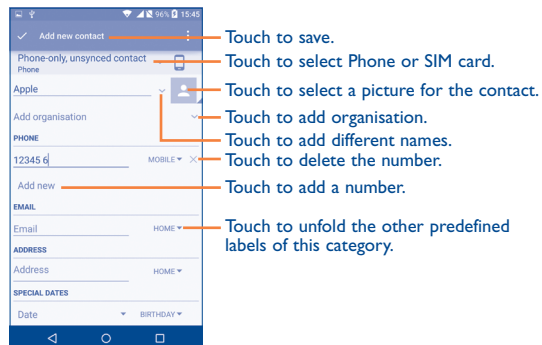 96% 15:45
Add new contact
Touch to save.
Phone-only, unsynced contact
Phone
Touch to select Phone or SIM card.
Apple
Touch to select a picture for the contact.
Add organisation
Touch to add organisation.
Touch to add different names.
PHONE
12345 6 MOBILE
Touch to delete the number.
Add new
Touch to add a number.
EMAIL
Email HOME
Touch to unfold the other predefined
labels of this category.
ADDRESS
Address HOME
SPECIAL DATES
Date BIRTHDAY